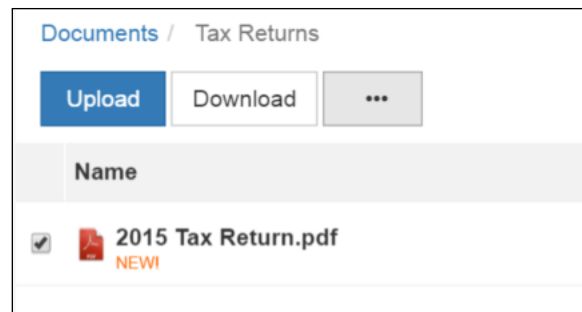 Documents / Tax Returns
Upload Download •••
Name
2015 Tax Return.pdf
NEW!